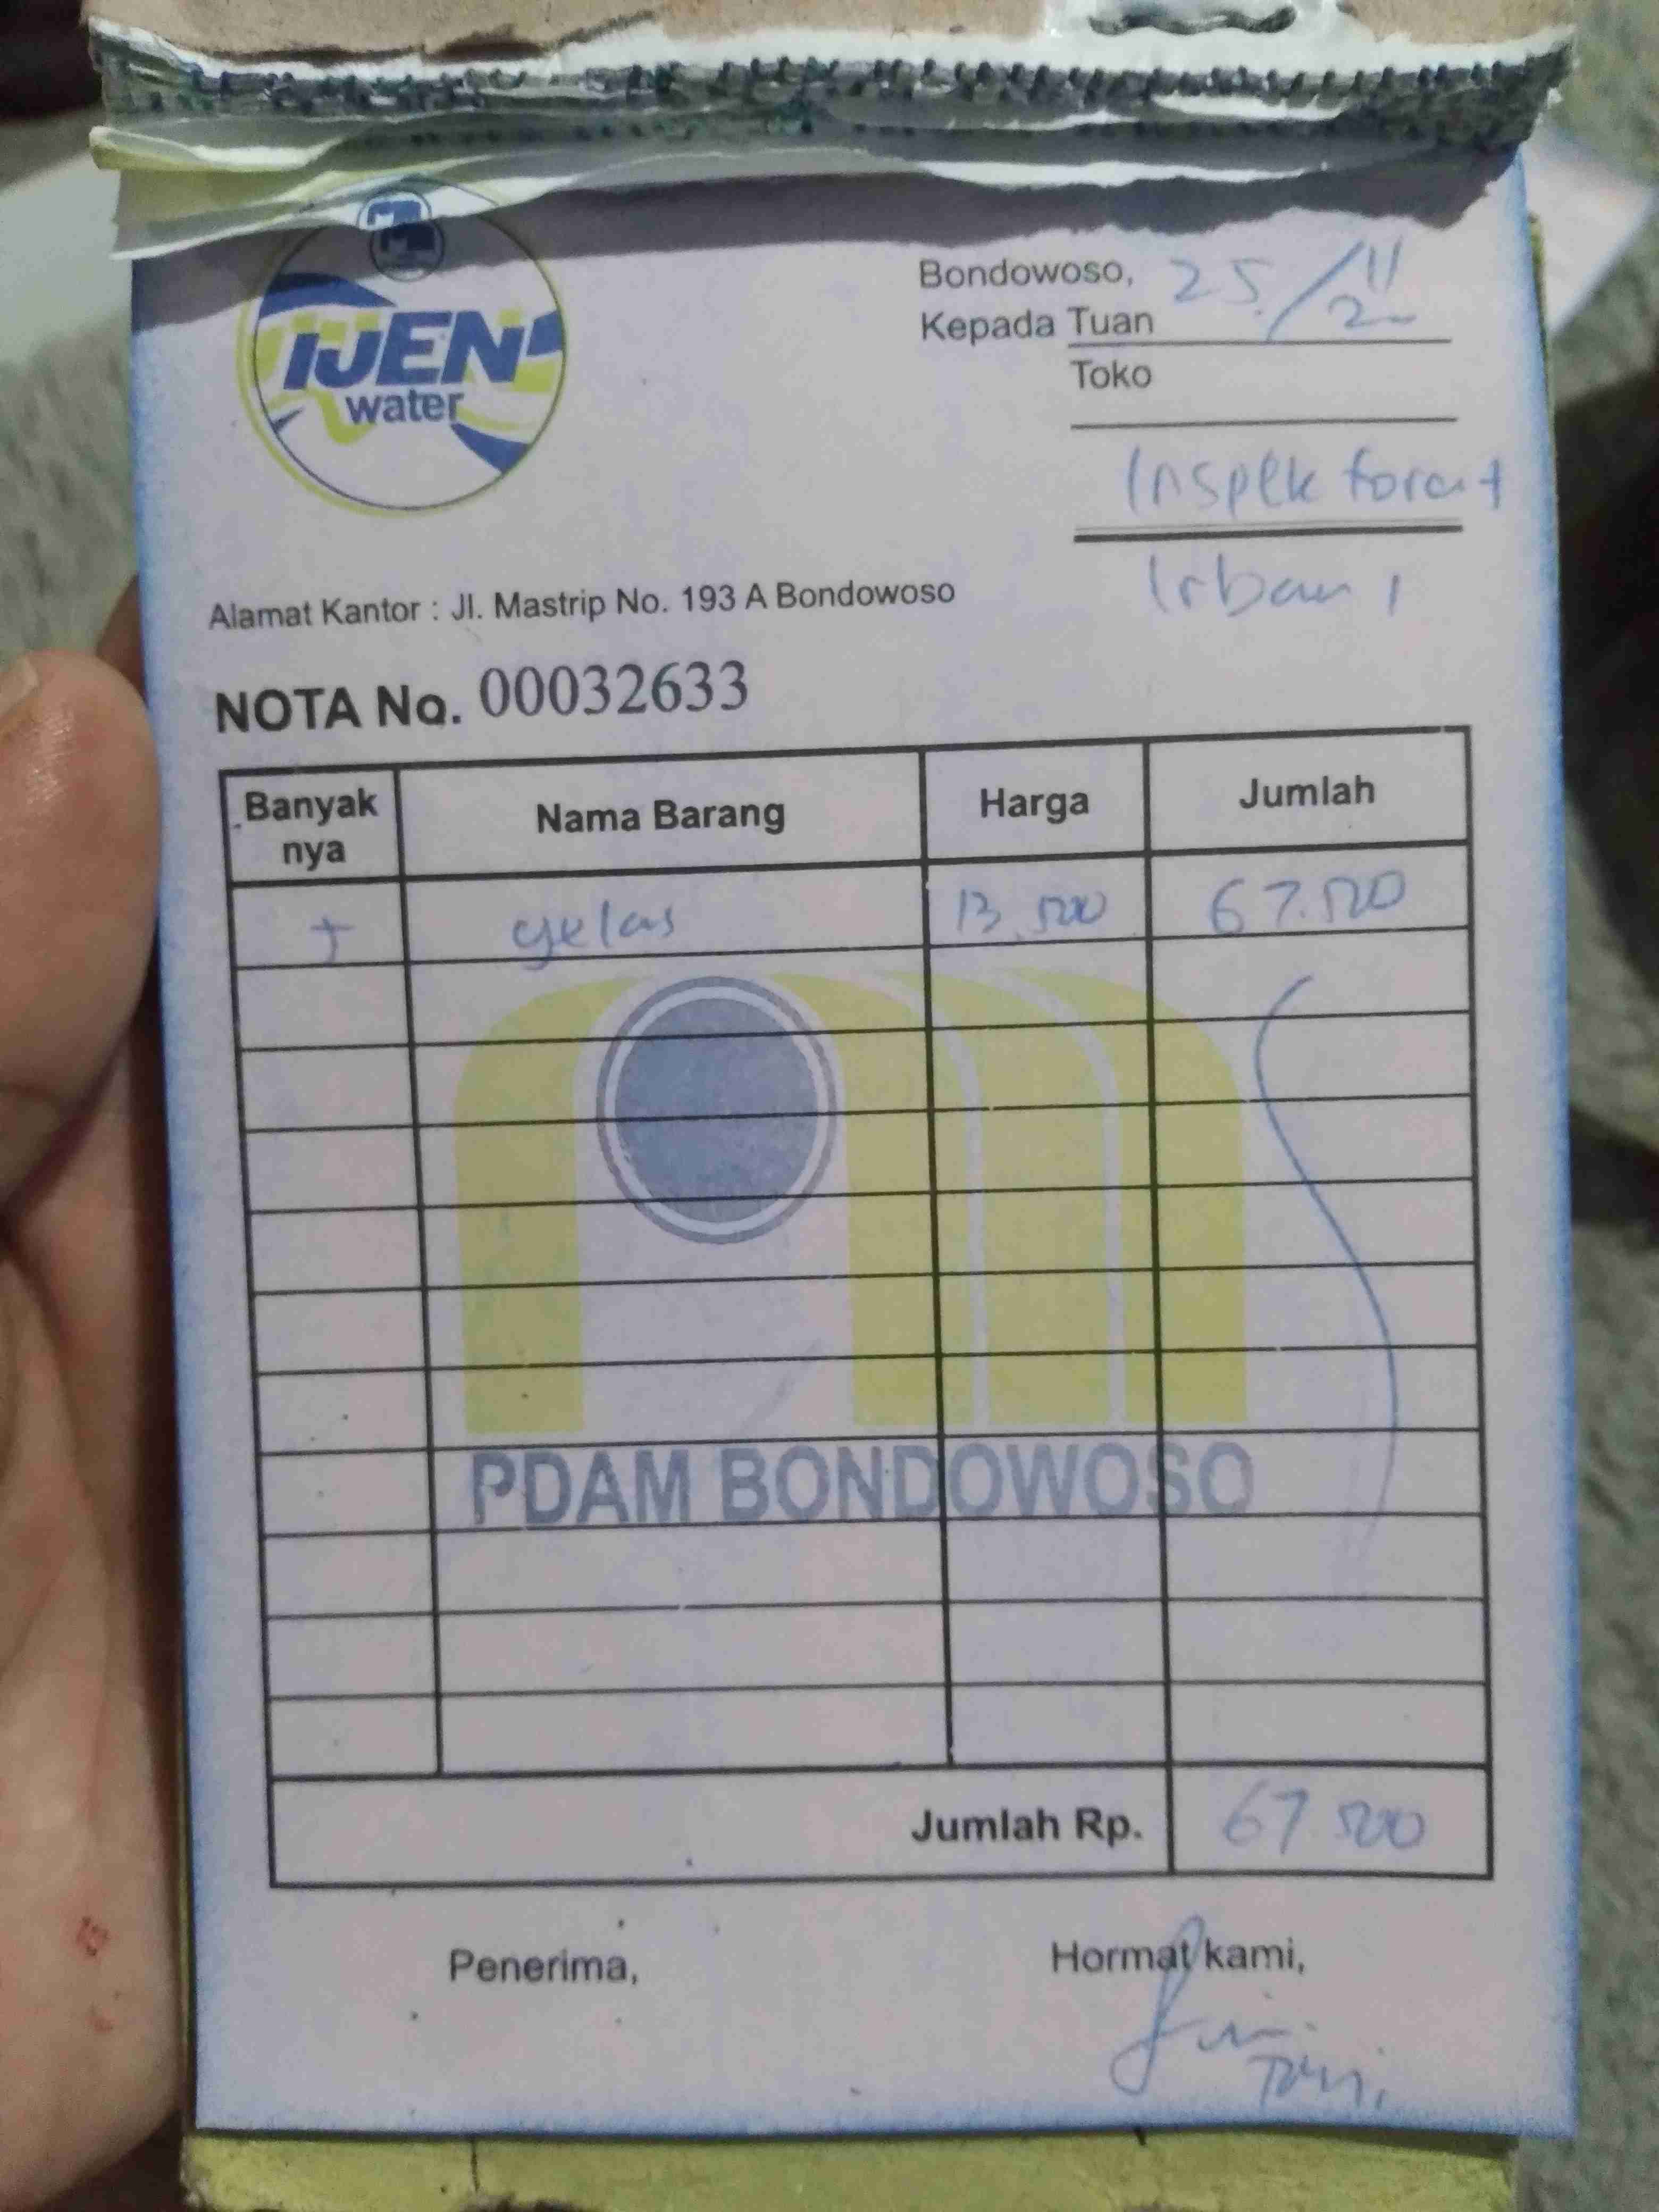 IJEN
water
Bondowoso, 25/11
2
Kepada Tuan
Toko
Inspektorat
Irban 1
Alamat Kantor : Jl. Mastrip No. 193 A Bondowoso
NOTA No. 00032633
Banyak nya Nama Barang Harga Jumlah
5 gelas 13.500 67.500
PDAM BONDOWOSO
Jumlah Rp. 67.500
Penerima, Hormat kami,